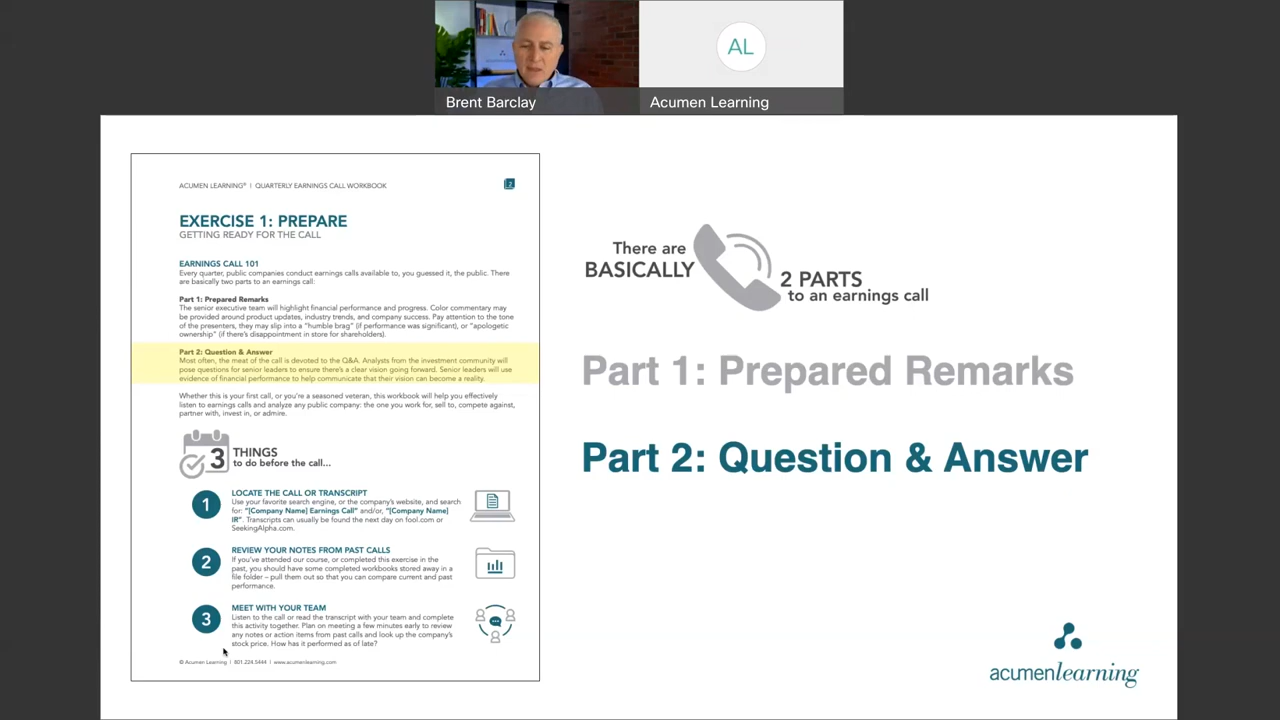 AL
Brent Barclay
Acumen Learning
ACUMEN LEARNING® | QUARTERLY EARNINGS CALL WORKBOOK
2
EXERCISE 1: PREPARE
GETTING READY FOR THE CALL
EARNINGS CALL 101
Every quarter, public companies conduct earnings calls available to, you guessed it, the public. There
are basically two parts to an earnings call:
Part 1: Prepared Remarks
The senior executive team will highlight financial performance and progress. Color commentary may
be provided around product updates, industry trends, and company success. Pay attention to the tone
of the presenters, they may slip into a "humble brag" (if performance was significant), or "apologetic
ownership" (if there's disappointment in store for shareholders).
Part 2: Question & Answer
Most often, the meat of the call is devoted to the Q&A. Analysts from the investment community will
pose questions for senior leaders to ensure there's a clear vision going forward. Senior leaders will use
evidence of financial performance to help communicate that their vision can become a reality.
Whether this is your first call, or you're a seasoned veteran, this workbook will help you effectively
listen to earnings calls and analyze any public company: the one you work for, sell to, compete against,
partner with, invest in, or admire.
3 THINGS
to do before the call...
1
LOCATE THE CALL OR TRANSCRIPT
Use your favorite search engine, or the company's website, and search
for: "[Company Name] Earnings Call" and/or, "[Company Name]
IR". Transcripts can usually be found the next day on fool.com or
SeekingAlpha.com.
2
REVIEW YOUR NOTES FROM PAST CALLS
If you've attended our course, or completed this exercise in the
past, you should have some completed workbooks stored away in a
file folder – pull them out so that you can compare current and past
performance.
3
MEET WITH YOUR TEAM
Listen to the call or read the transcript with your team and complete
this activity together. Plan on meeting a few minutes early to review
any notes or action items from past calls and look up the company's
stock price. How has it performed as of late?
© Acumen Learning | 801.224.5444 | www.acumenlearning.com
There are
BASICALLY
2 PARTS
to an earnings call
Part 1: Prepared Remarks
Part 2: Question & Answer
acumenlearning